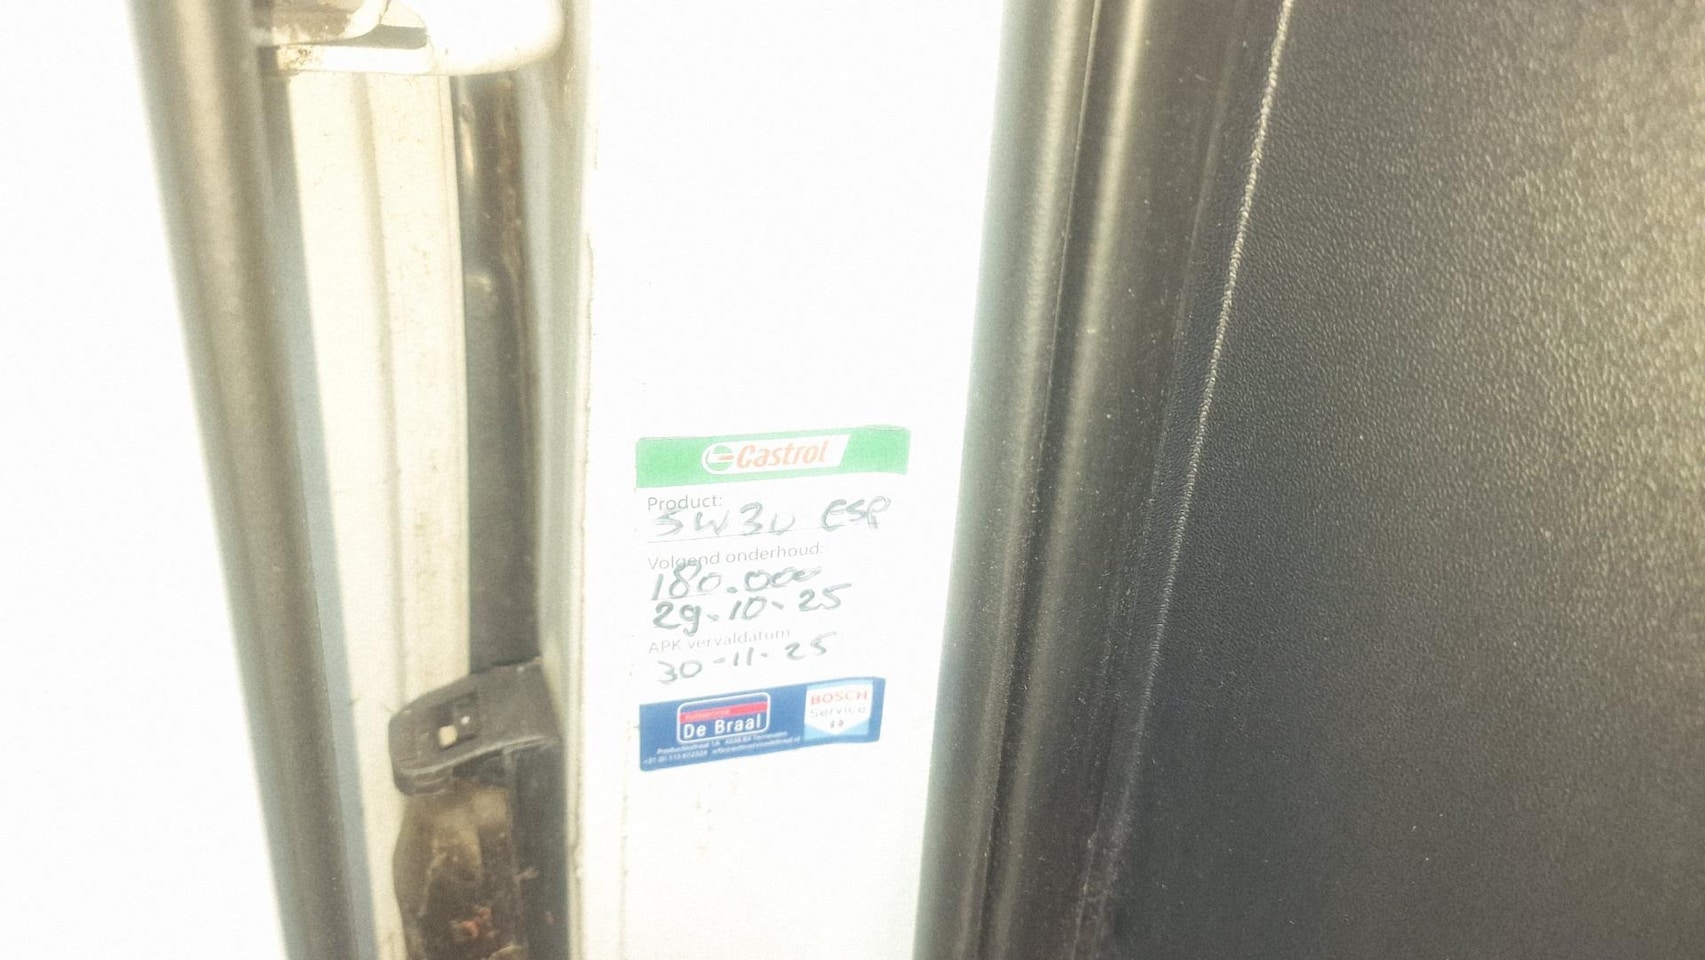 Castrol
Product:
5W30 ESP
Volgend onderhoud:
180.000
29-10-25
APK vervaldatum
30-11-25
De Braal
BOSCH
Service